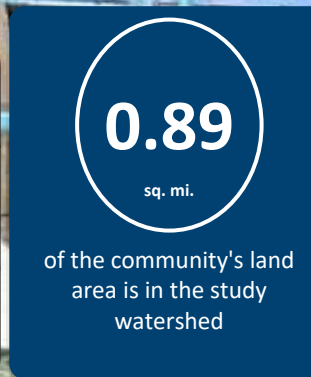 0.89
sq. mi.
of the community's land
area is in the study
watershed